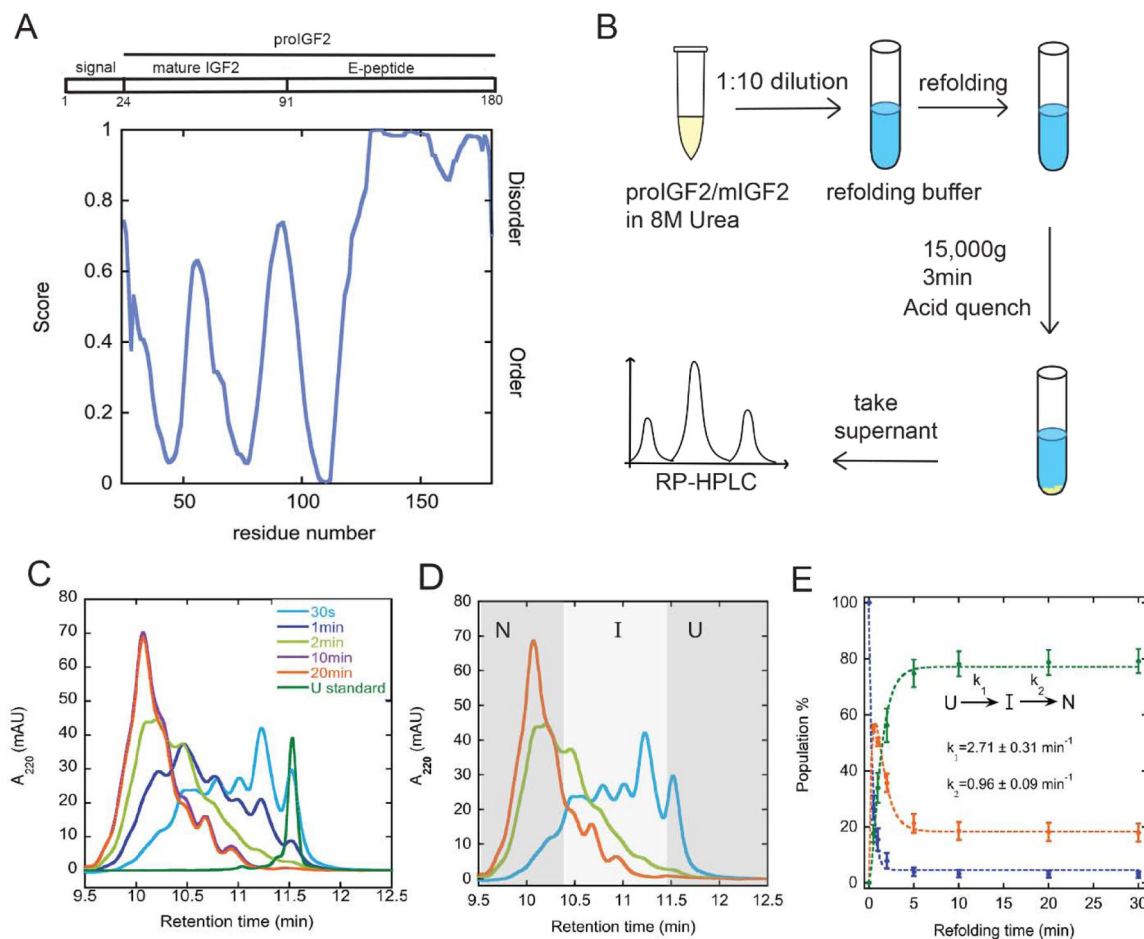 A
proIGF2
signal
mature IGF2
E-peptide
1
24
91
180
1
0.8
0.6
0.4
0.2
0
Score
Disorder
Order
50
100
150
residue number
B
1:10 dilution
refolding
proIGF2/mIGF2
in 8M Urea
refolding buffer
15,000g
3min
Acid quench
take
supernant
RP-HPLC
C
80
70
60
50
40
30
20
10
0
A220 (mAU)
30s
1min
2min
10min
20min
U standard
9.5
10
10.5
11
11.5
12
12.5
Retention time (min)
D
80
70
60
50
40
30
20
10
0
A220 (mAU)
N
I
U
9.5
10
10.5
11
11.5
12
12.5
Retention time (min)
E
100
80
60
40
20
0
Population %
k1
k2
U
I
N
k1=2.71 ± 0.31 min-1
k2=0.96 ± 0.09 min-1
0
5
10
15
20
25
30
Refolding time (min)